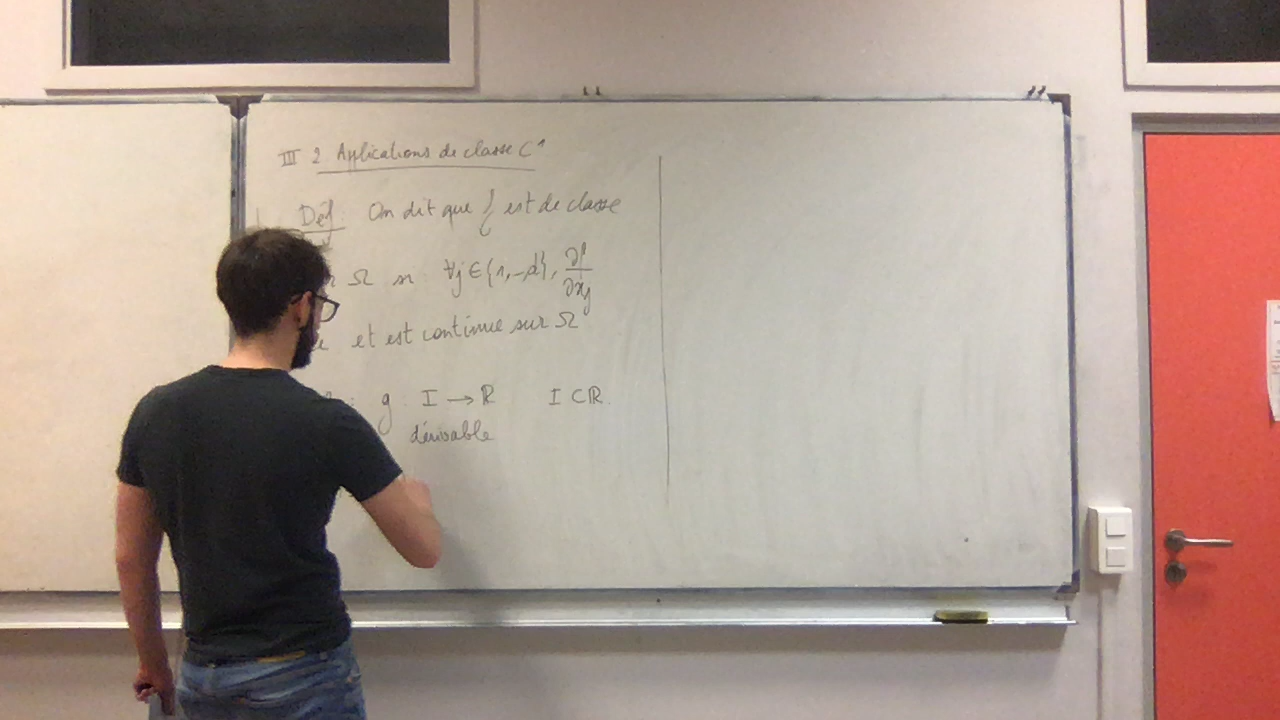 III 2 Applications de classe C¹
Déf : On dit que f est de classe
Ω si ∀j ∈ {1,..,d}, ∂f/∂xj
et est continue sur Ω
: g : I → ℝ I ⊂ ℝ.
dérivable